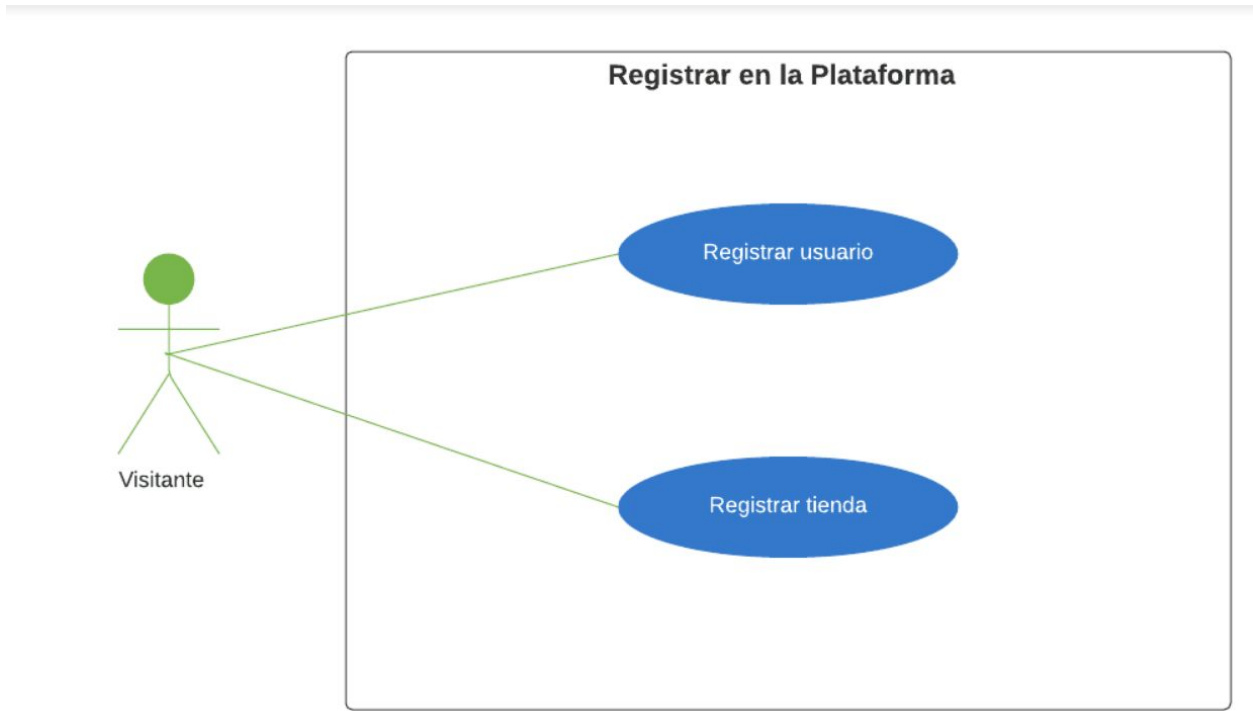 Registrar en la Plataforma
Registrar usuario
Visitante
Registrar tienda